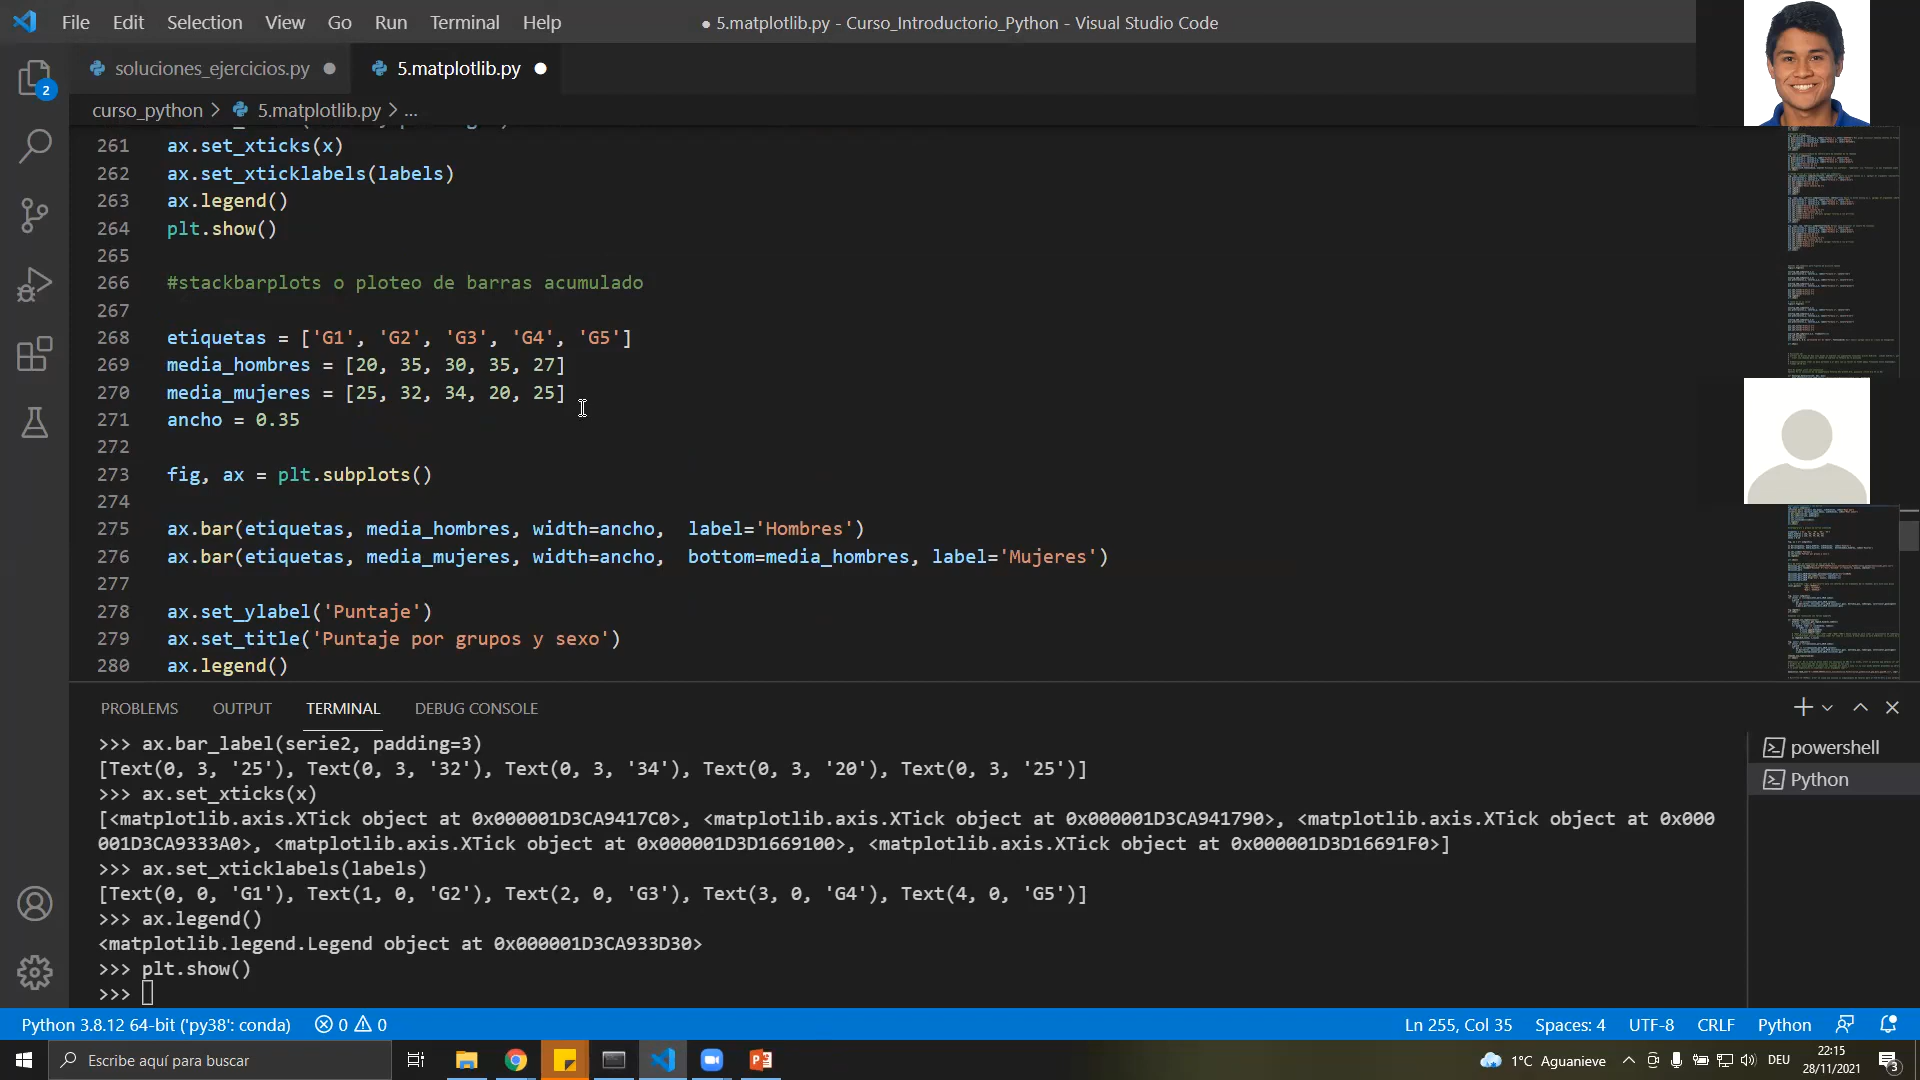 File Edit Selection View Go Run Terminal Help
● 5.matplotlib.py - Curso_Introductorio_Python - Visual Studio Code
soluciones_ejercicios.py ● 5.matplotlib.py ●
curso_python > 5.matplotlib.py > ...
2
261 ax.set_xticks(x)
262 ax.set_xticklabels(labels)
263 ax.legend()
264 plt.show()
265
266 #stackbarplots o ploteo de barras acumulado
267
268 etiquetas = ['G1', 'G2', 'G3', 'G4', 'G5']
269 media_hombres = [20, 35, 30, 35, 27]
270 media_mujeres = [25, 32, 34, 20, 25]
271 ancho = 0.35
272
273 fig, ax = plt.subplots()
274
275 ax.bar(etiquetas, media_hombres, width=ancho,  label='Hombres')
276 ax.bar(etiquetas, media_mujeres, width=ancho,  bottom=media_hombres, label='Mujeres')
277
278 ax.set_ylabel('Puntaje')
279 ax.set_title('Puntaje por grupos y sexo')
280 ax.legend()
PROBLEMS OUTPUT TERMINAL DEBUG CONSOLE
>>> ax.bar_label(serie2, padding=3)
[Text(0, 3, '25'), Text(0, 3, '32'), Text(0, 3, '34'), Text(0, 3, '20'), Text(0, 3, '25')]
>>> ax.set_xticks(x)
[<matplotlib.axis.XTick object at 0x000001D3CA9417C0>, <matplotlib.axis.XTick object at 0x000001D3CA941790>, <matplotlib.axis.XTick object at 0x000
001D3CA9333A0>, <matplotlib.axis.XTick object at 0x000001D3D1669100>, <matplotlib.axis.XTick object at 0x000001D3D16691F0>]
>>> ax.set_xticklabels(labels)
[Text(0, 0, 'G1'), Text(1, 0, 'G2'), Text(2, 0, 'G3'), Text(3, 0, 'G4'), Text(4, 0, 'G5')]
>>> ax.legend()
<matplotlib.legend.Legend object at 0x000001D3CA933D30>
>>> plt.show()
>>>
powershell
Python
Python 3.8.12 64-bit ('py38': conda) 0 0
Ln 255, Col 35 Spaces: 4 UTF-8 CRLF Python
Escribe aquí para buscar
1°C Aguanieve DEU
22:15
28/11/2021
3